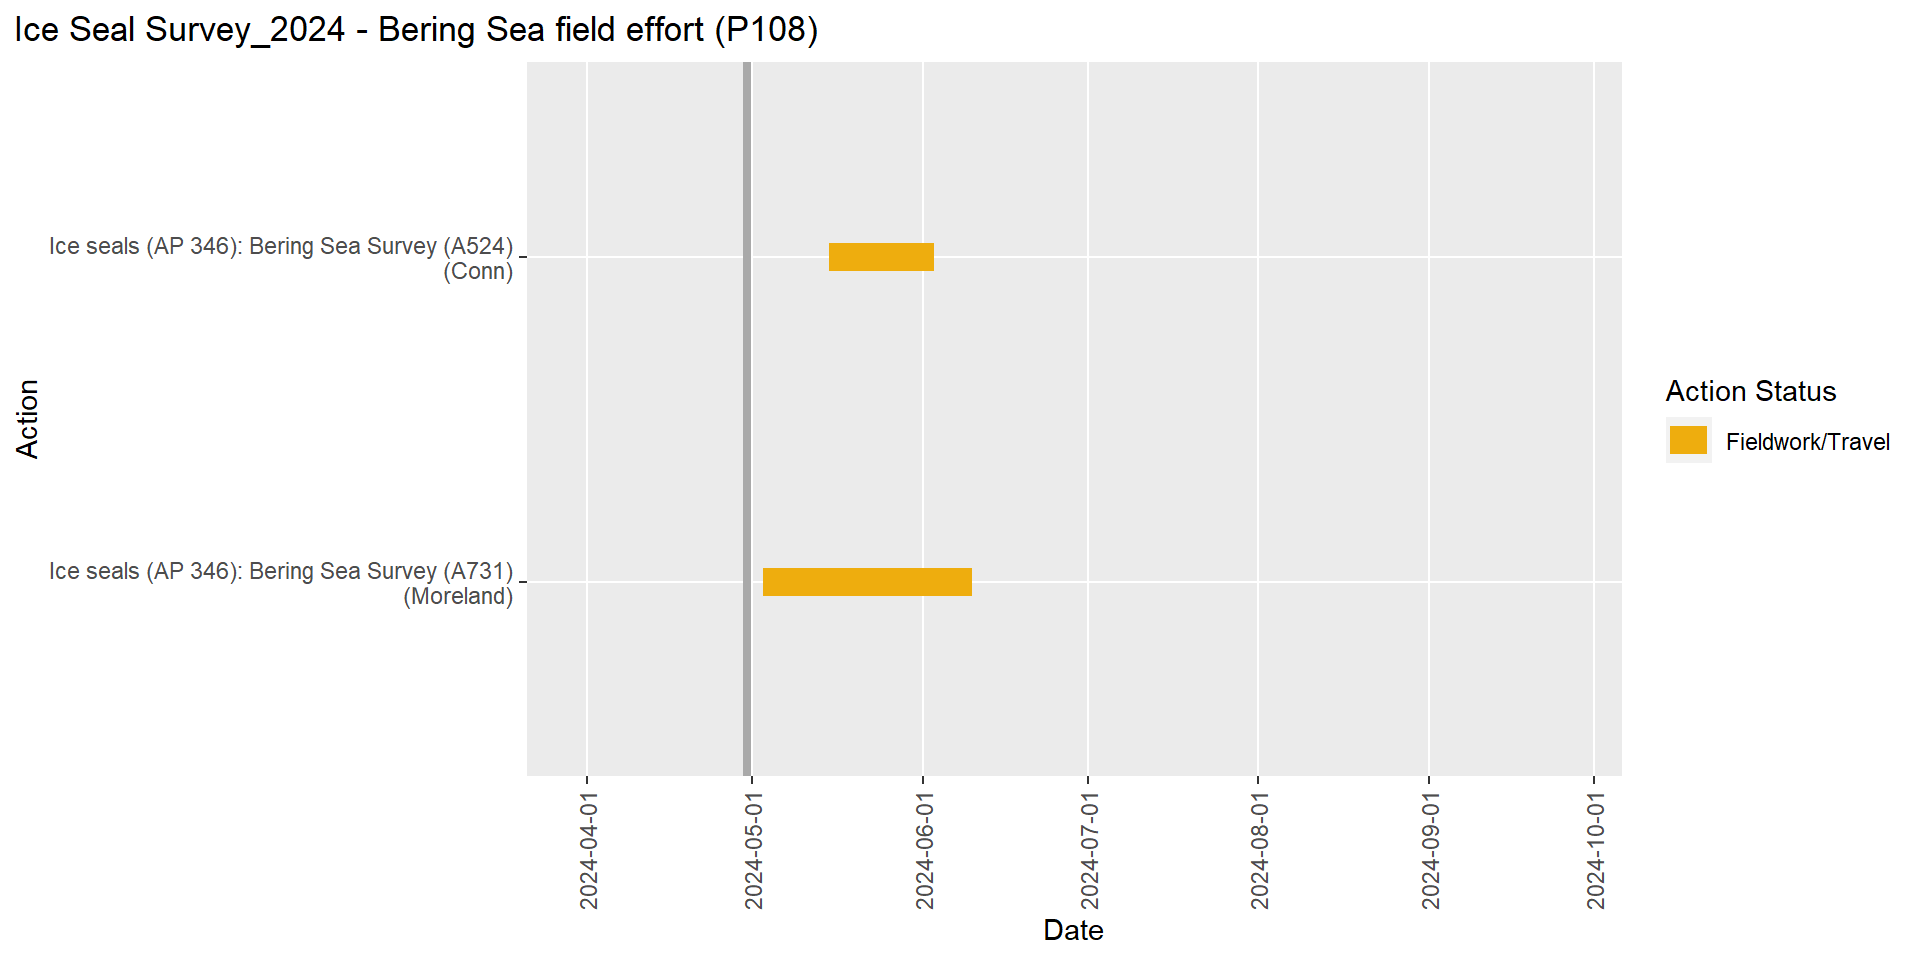 Ice Seal Survey_2024 - Bering Sea field effort (P108)
Ice seals (AP 346): Bering Sea Survey (A524)
(Conn)
Action
Ice seals (AP 346): Bering Sea Survey (A731)
(Moreland)
2024-04-01
2024-05-01
2024-06-01
2024-07-01
2024-08-01
2024-09-01
2024-10-01
Date
Action Status
Fieldwork/Travel